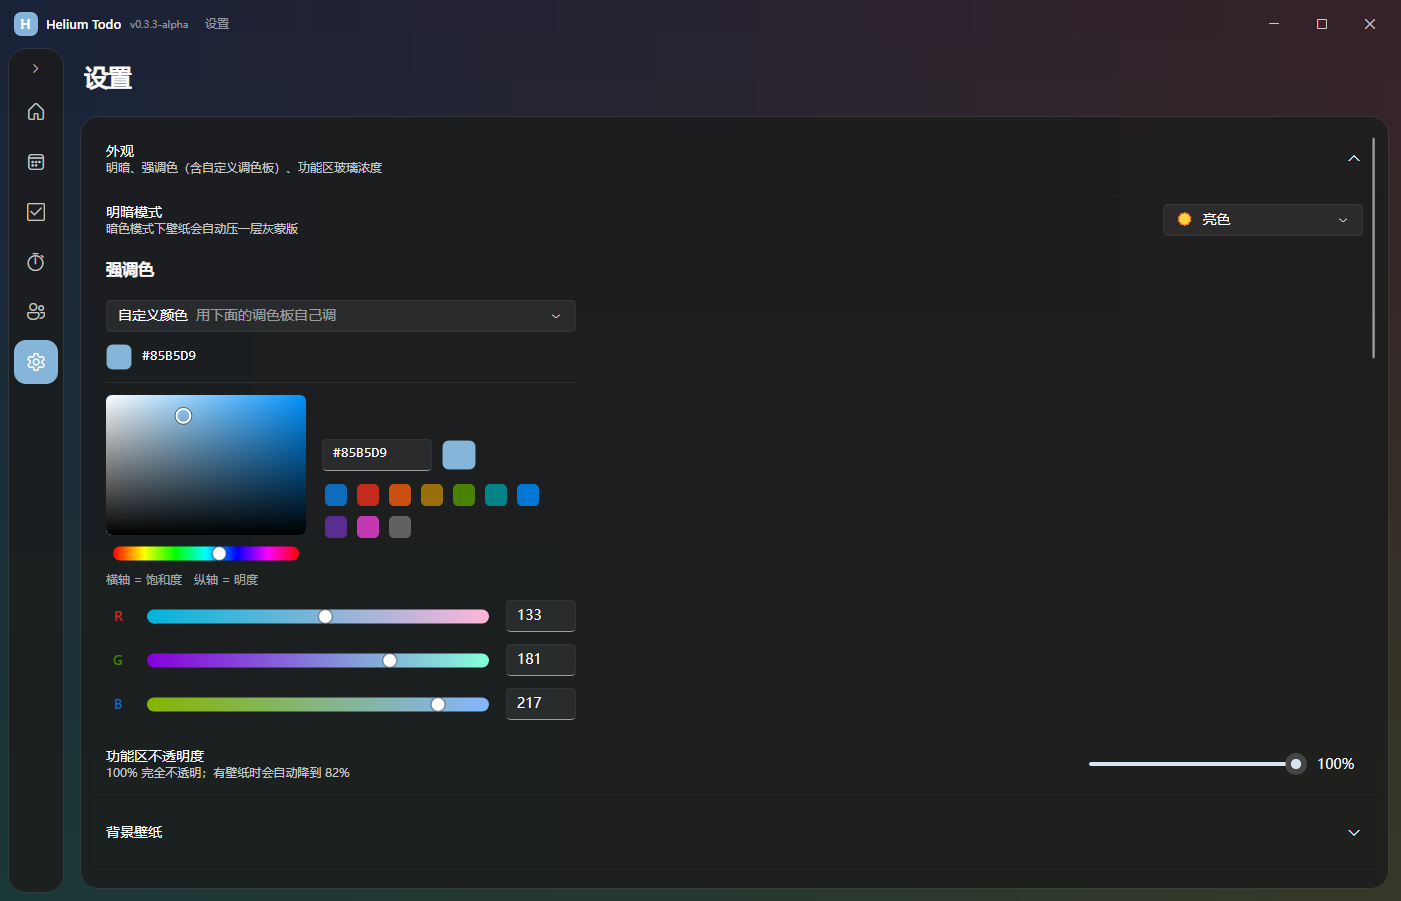 H Helium Todo v0.3.3-alpha 设置
设置
外观
明暗、强调色（含自定义调色板）、功能区玻璃浓度
明暗模式
暗色模式下壁纸会自动压一层灰蒙版
亮色
强调色
自定义颜色 用下面的调色板自己调
#85B5D9
#85B5D9
横轴 = 饱和度 纵轴 = 明度
R 133
G 181
B 217
功能区不透明度
100% 完全不透明；有壁纸时会自动降到 82%
100%
背景壁纸